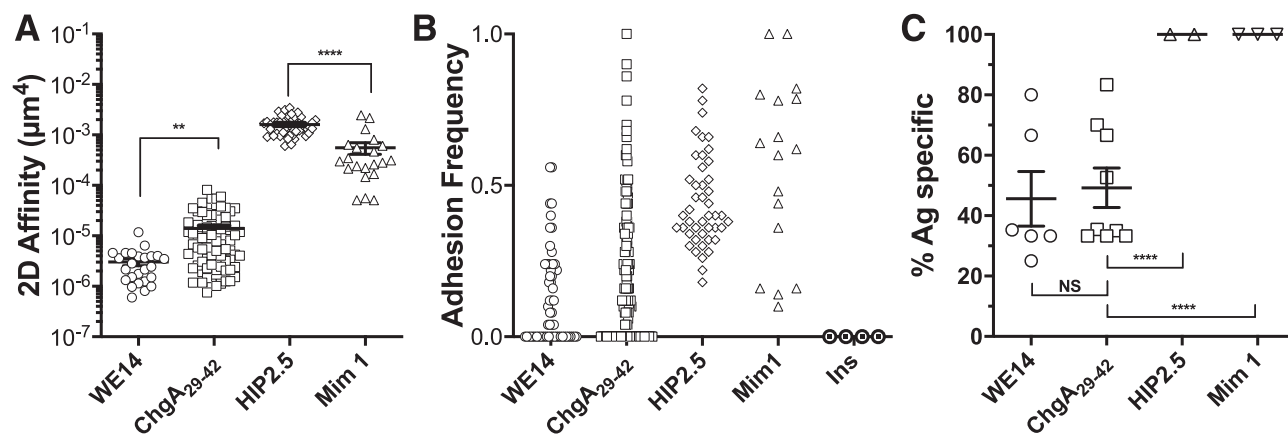 A
2D Affinity (µm⁴)
10⁻¹
10⁻²
10⁻³
10⁻⁴
10⁻⁵
10⁻⁶
10⁻⁷
**
****
WE14
ChgA₂₉₋₄₂
HIP2.5
Mim 1
B
Adhesion Frequency
1.0
0.5
0.0
WE14
ChgA₂₉₋₄₂
HIP2.5
Mim1
Ins
C
% Ag specific
100
80
60
40
20
0
****
NS
****
WE14
ChgA₂₉₋₄₂
HIP2.5
Mim 1